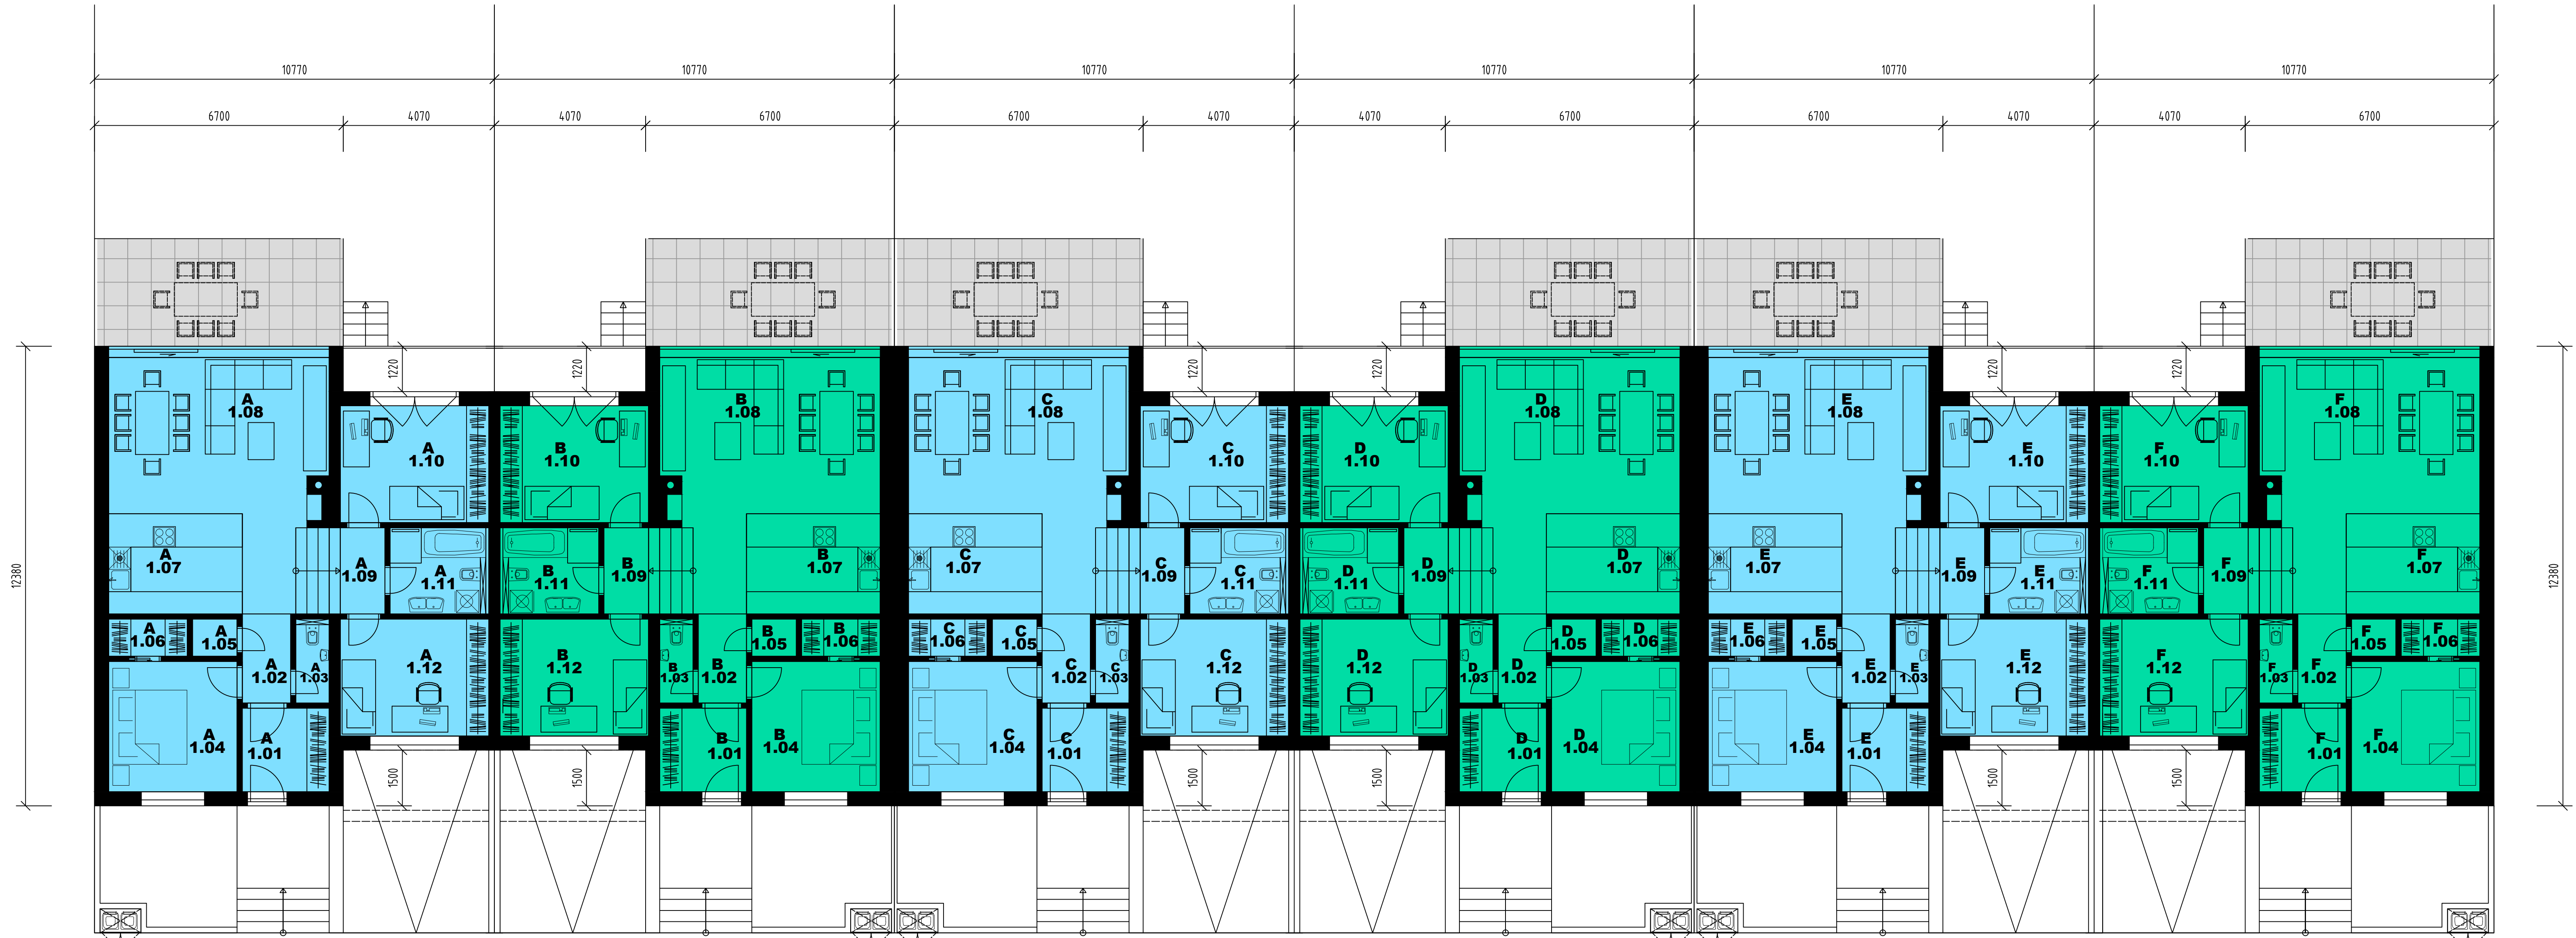 10770 10770 10770 10770 10770 10770
6700 4070 4070 6700 6700 4070 4070 6700 6700 4070 4070 6700
1220 1220 1220 1220 1220 1220
A B C D E F
1.08 1.08 1.08 1.08 1.08 1.08
A B C D E F
1.10 1.10 1.10 1.10 1.10 1.10
12380 12380
A A A B B B C C C D D D E E E F F F
1.07 1.09 1.11 1.11 1.09 1.07 1.07 1.09 1.11 1.11 1.09 1.07 1.07 1.09 1.11 1.11 1.09 1.07
A A B B C C D D E E F F
1.06 1.05 1.05 1.06 1.06 1.05 1.05 1.06 1.06 1.05 1.05 1.06
A B C D E F
1.12 1.12 1.12 1.12 1.12 1.12
A A B B C C D D E E F F
1.02 1.03 1.03 1.02 1.02 1.03 1.03 1.02 1.02 1.03 1.03 1.02
A A B B C C D D E E F F
1.04 1.01 1.01 1.04 1.04 1.01 1.01 1.04 1.04 1.01 1.01 1.04
1500 1500 1500 1500 1500 1500